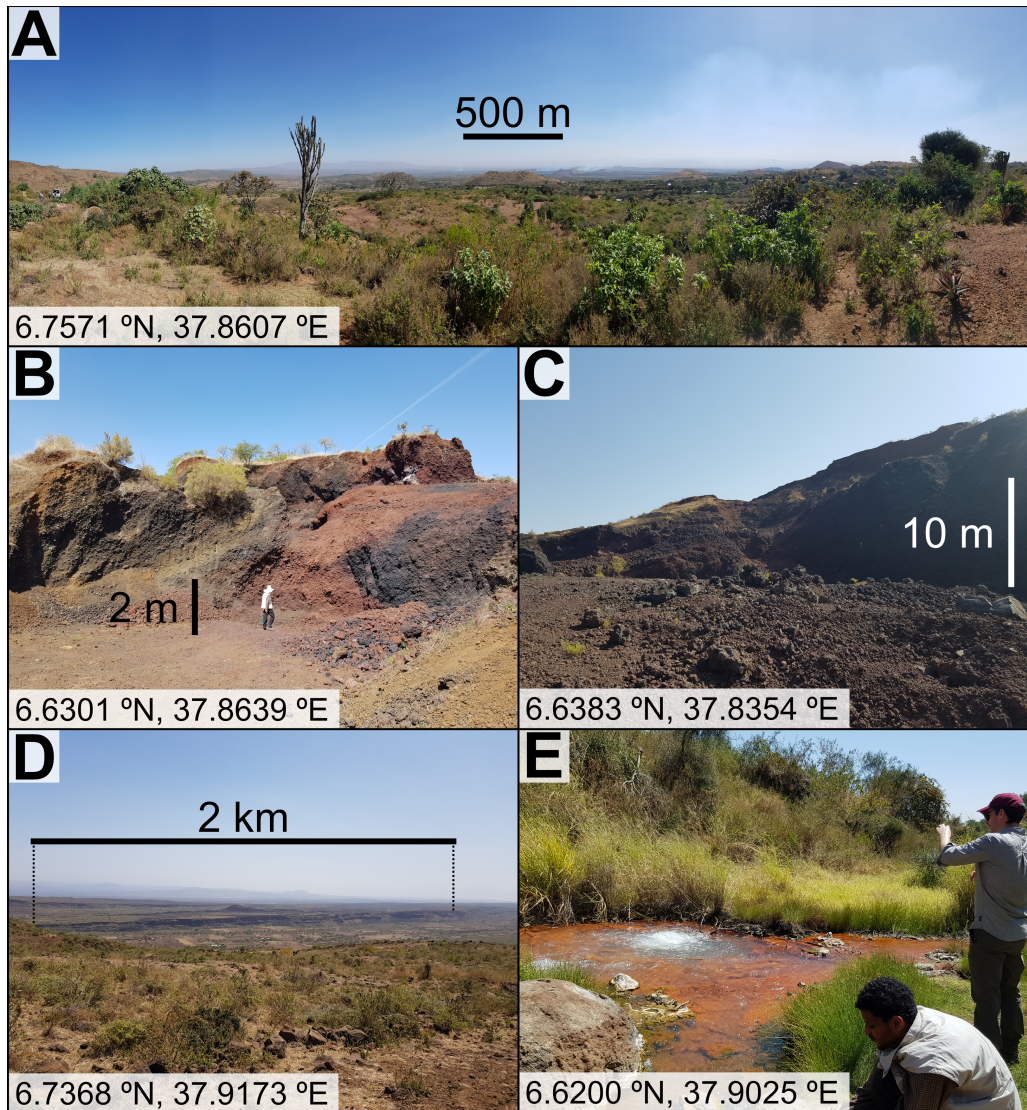 A
500 m
6.7571 ºN, 37.8607 ºE
B
2 m
6.6301 ºN, 37.8639 ºE
C
10 m
6.6383 ºN, 37.8354 ºE
D
2 km
6.7368 ºN, 37.9173 ºE
E
6.6200 ºN, 37.9025 ºE